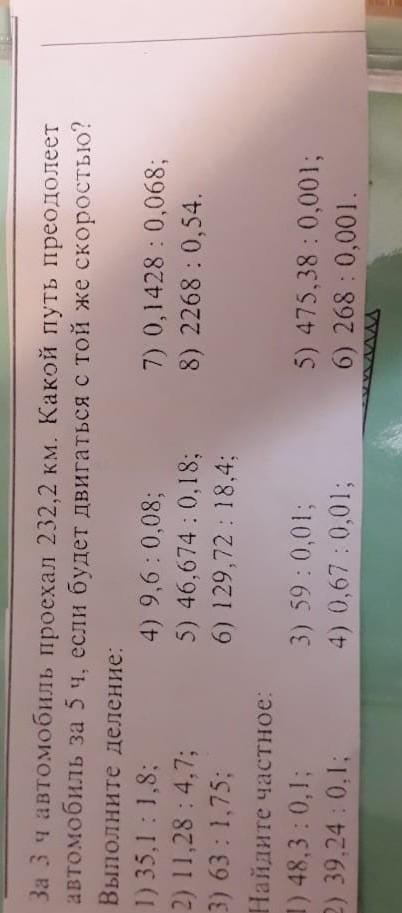 За 3 ч автомобиль проехал 232,2 км. Какой путь преодолеет
автомобиль за 5 ч, если будет двигаться с той же скоростью?
Выполните деление:
1) 35,1 : 1,8; 4) 9,6 : 0,08; 7) 0,1428 : 0,068;
2) 11,28 : 4,7; 5) 46,674 : 0,18; 8) 2268 : 0,54.
3) 63 : 1,75; 6) 129,72 : 18,4;
Найдите частное:
1) 48,3 : 0,1; 3) 59 : 0,01; 5) 475,38 : 0,001;
2) 39,24 : 0,1; 4) 0,67 : 0,01; 6) 268 : 0,001.